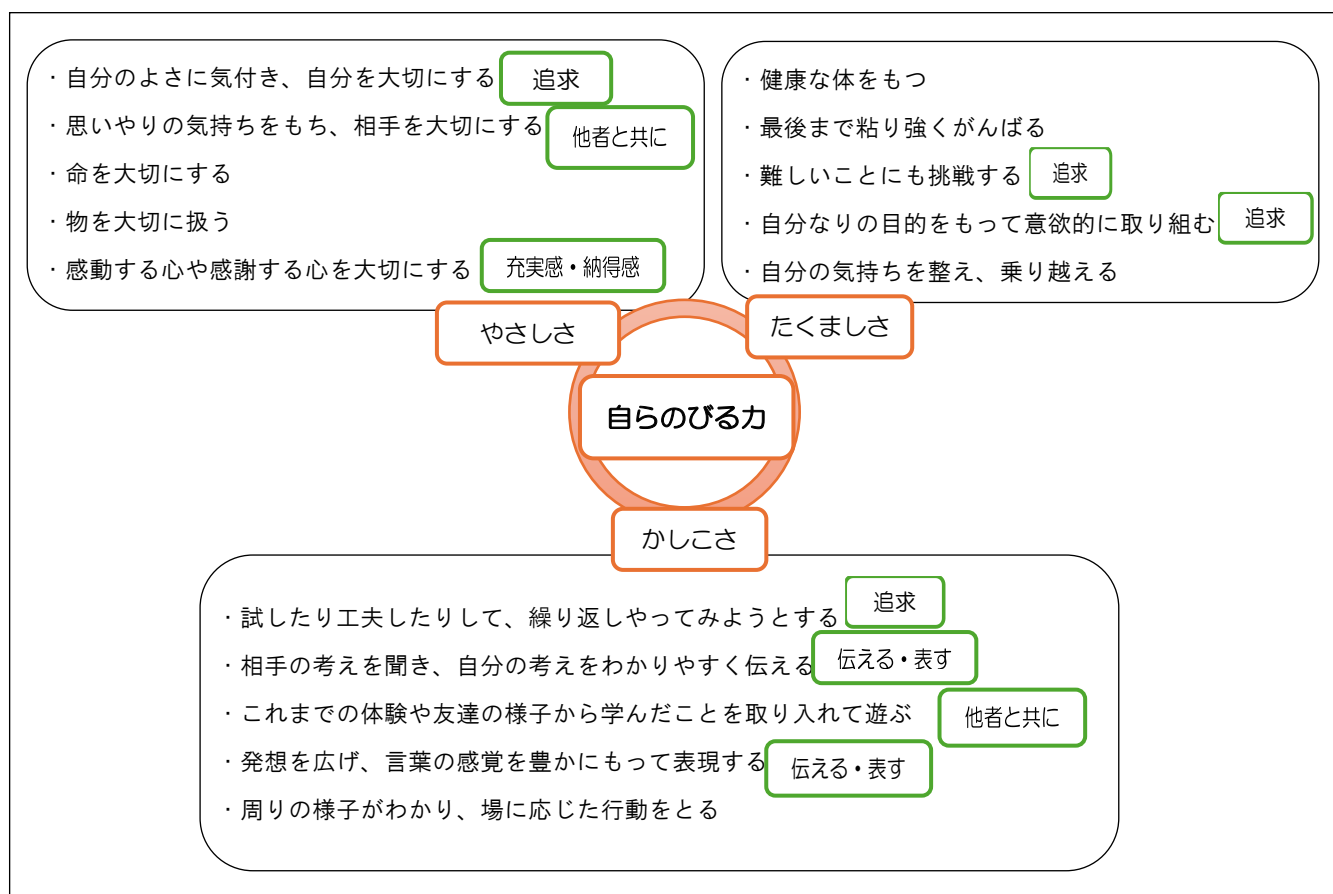 ・自分のよさに気付き、自分を大切にする 追求
・思いやりの気持ちをもち、相手を大切にする 他者と共に
・命を大切にする
・物を大切に扱う
・感動する心や感謝する心を大切にする 充実感・納得感
・健康な体をもつ
・最後まで粘り強くがんばる
・難しいことにも挑戦する 追求
・自分なりの目的をもって意欲的に取り組む 追求
・自分の気持ちを整え、乗り越える
やさしさ
たくましさ
自らのびる力
かしこさ
・試したり工夫したりして、繰り返しやってみようとする 追求
・相手の考えを聞き、自分の考えをわかりやすく伝える 伝える・表す
・これまでの体験や友達の様子から学んだことを取り入れて遊ぶ 他者と共に
・発想を広げ、言葉の感覚を豊かにもって表現する 伝える・表す
・周りの様子がわかり、場に応じた行動をとる